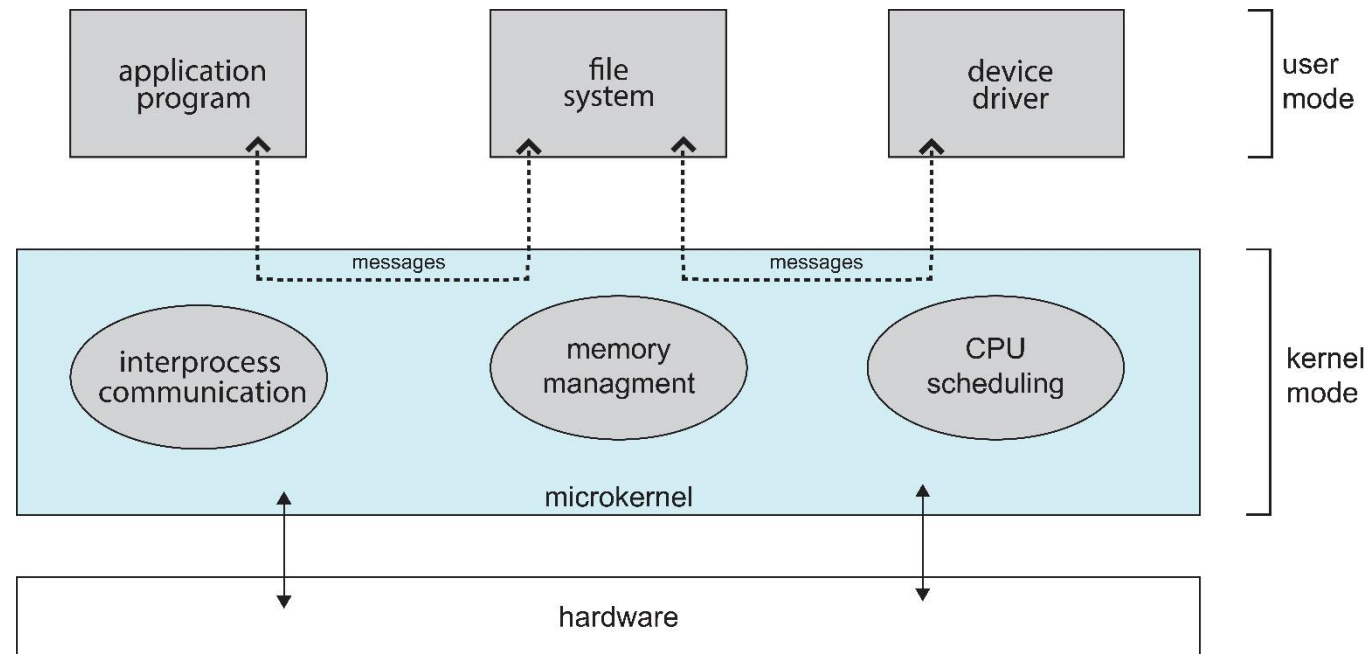 application
program
file
system
device
driver
user
mode
messages
messages
interprocess
communication
memory
managment
CPU
scheduling
kernel
mode
microkernel
hardware